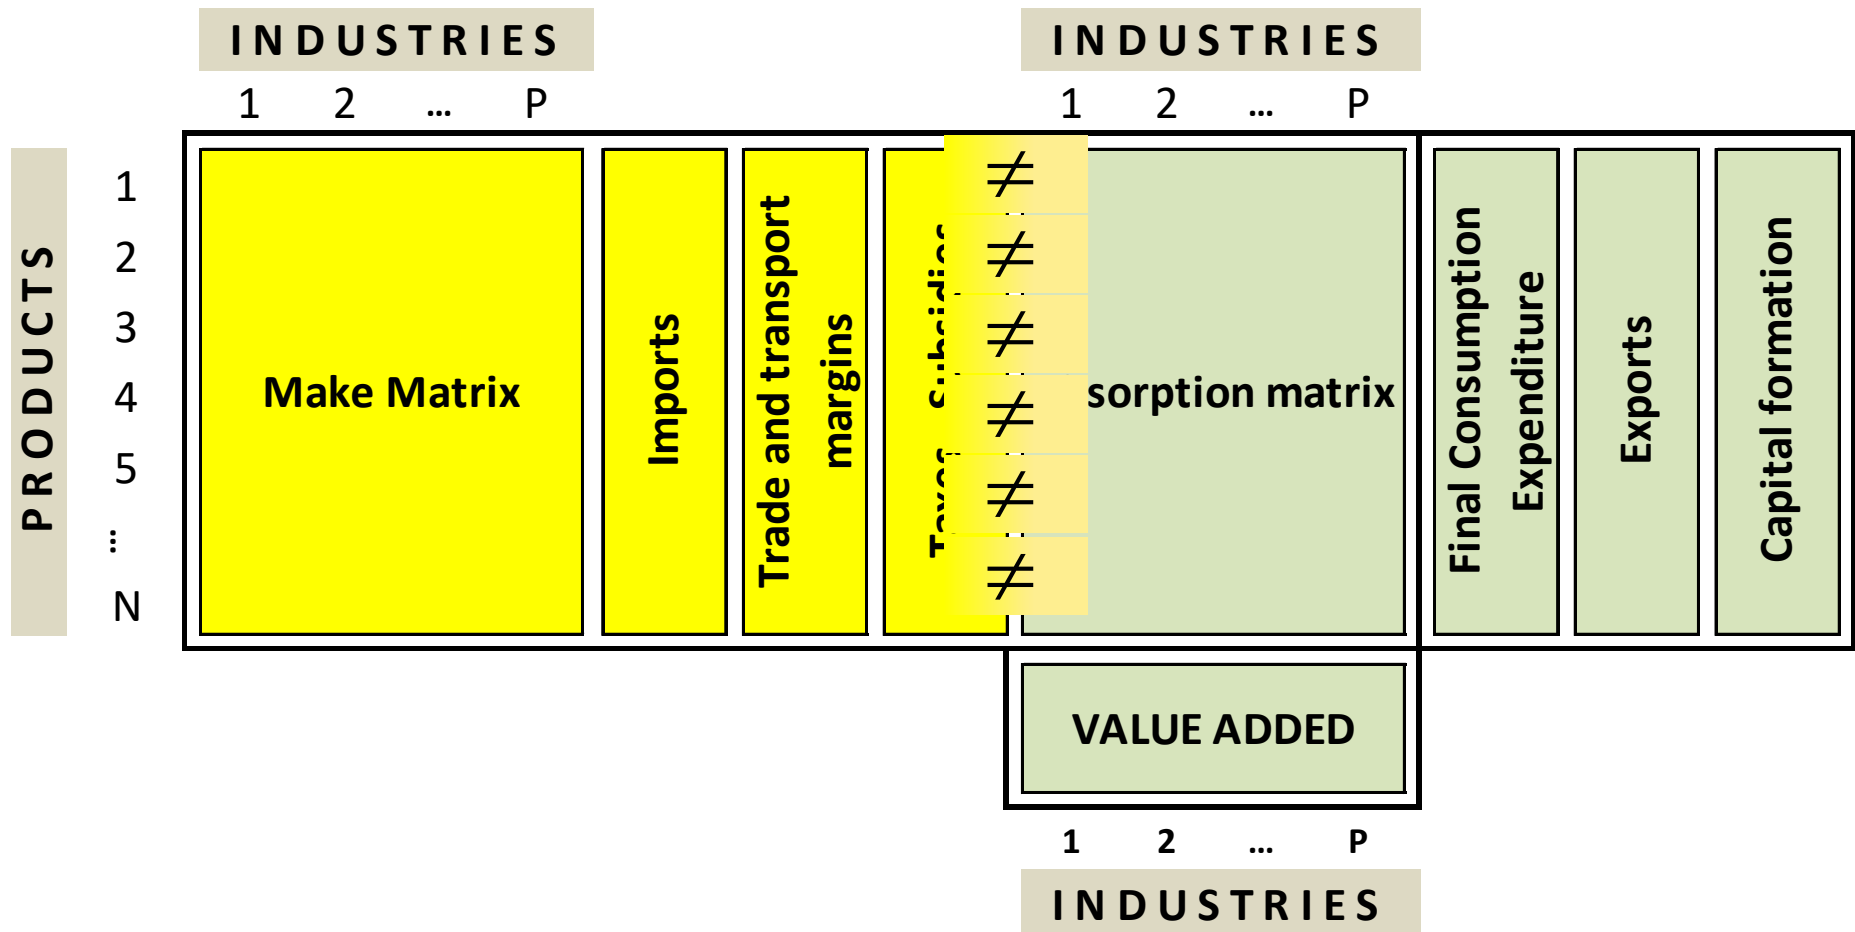 INDUSTRIES
INDUSTRIES
1 2 … P
1 2 … P
PRODUCTS
1
2
3
4
5
…
N
Make Matrix
Imports
Trade and transport
margins
≠
≠
≠
≠
≠
≠
sorption matrix
Final Consumption
Expenditure
Exports
Capital formation
VALUE ADDED
1 2 … P
INDUSTRIES